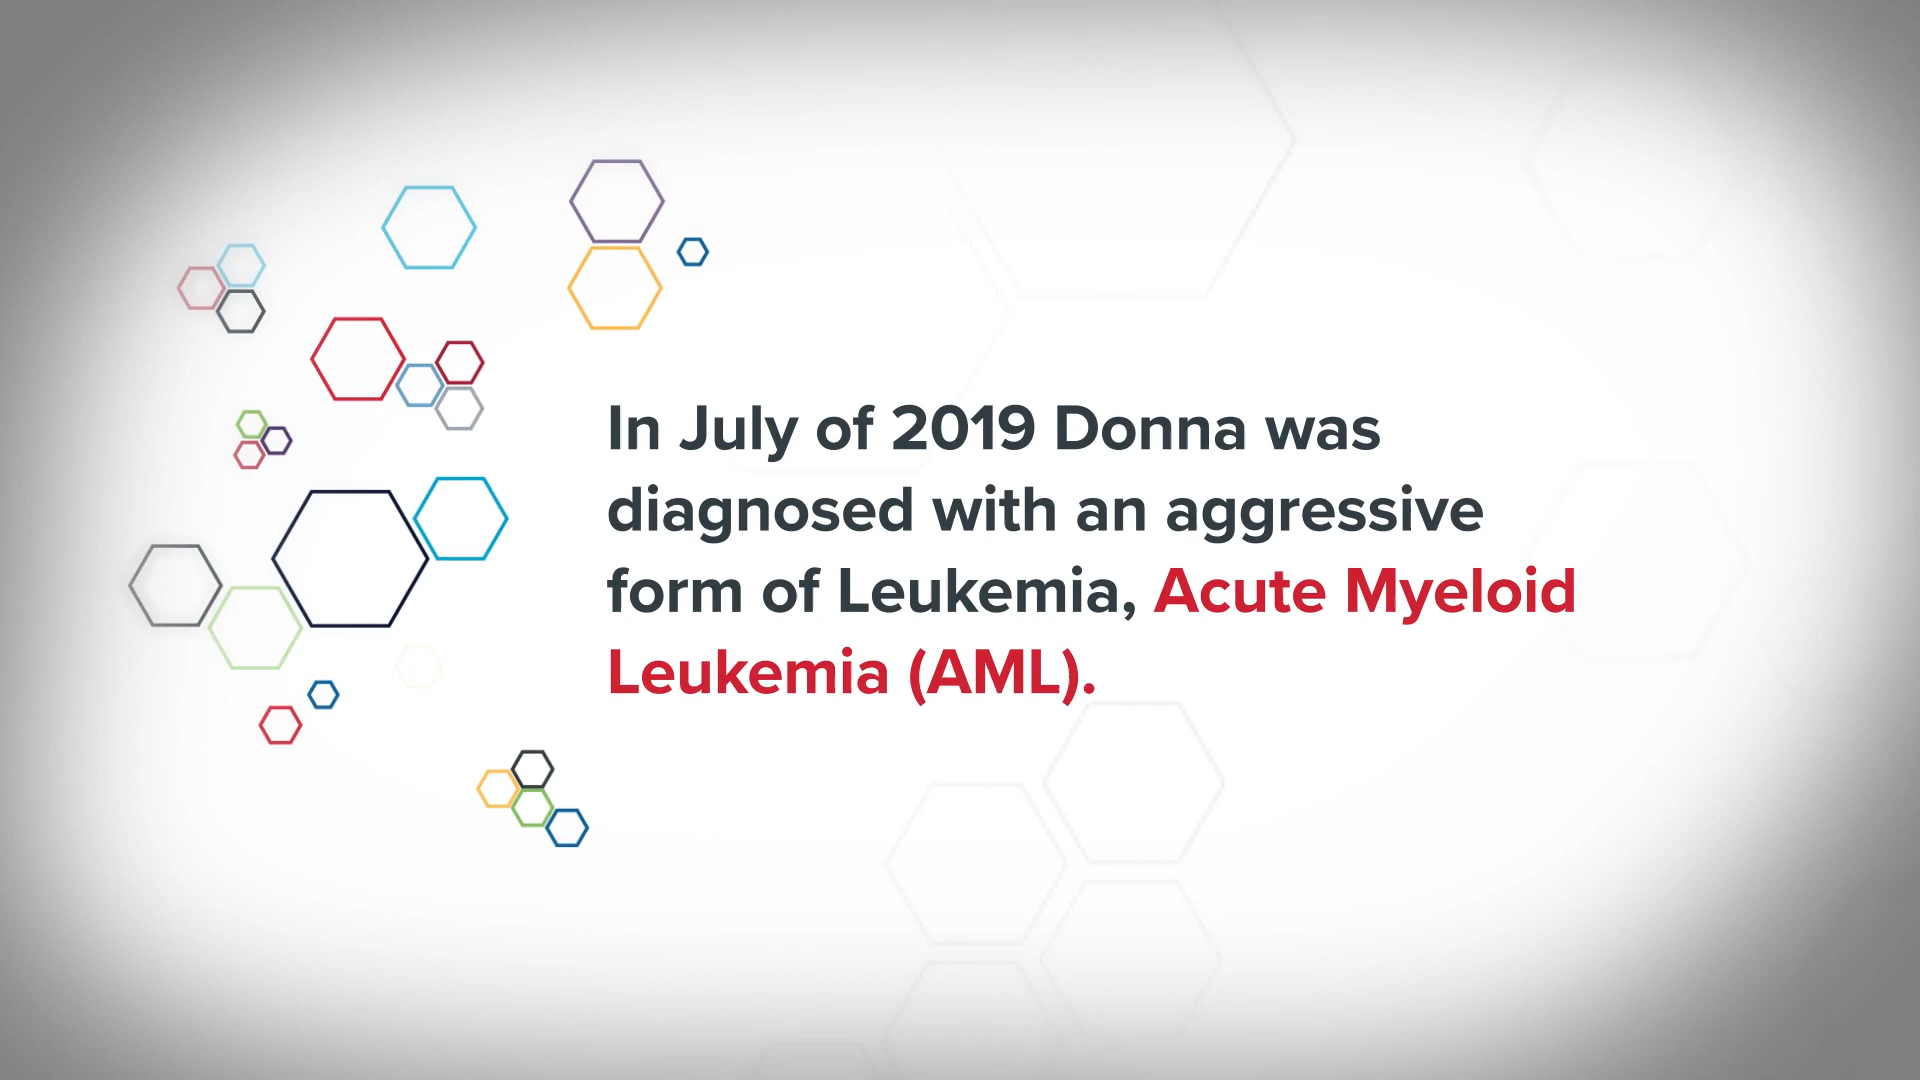 In July of 2019 Donna was
diagnosed with an aggressive
form of Leukemia, Acute Myeloid
Leukemia (AML).